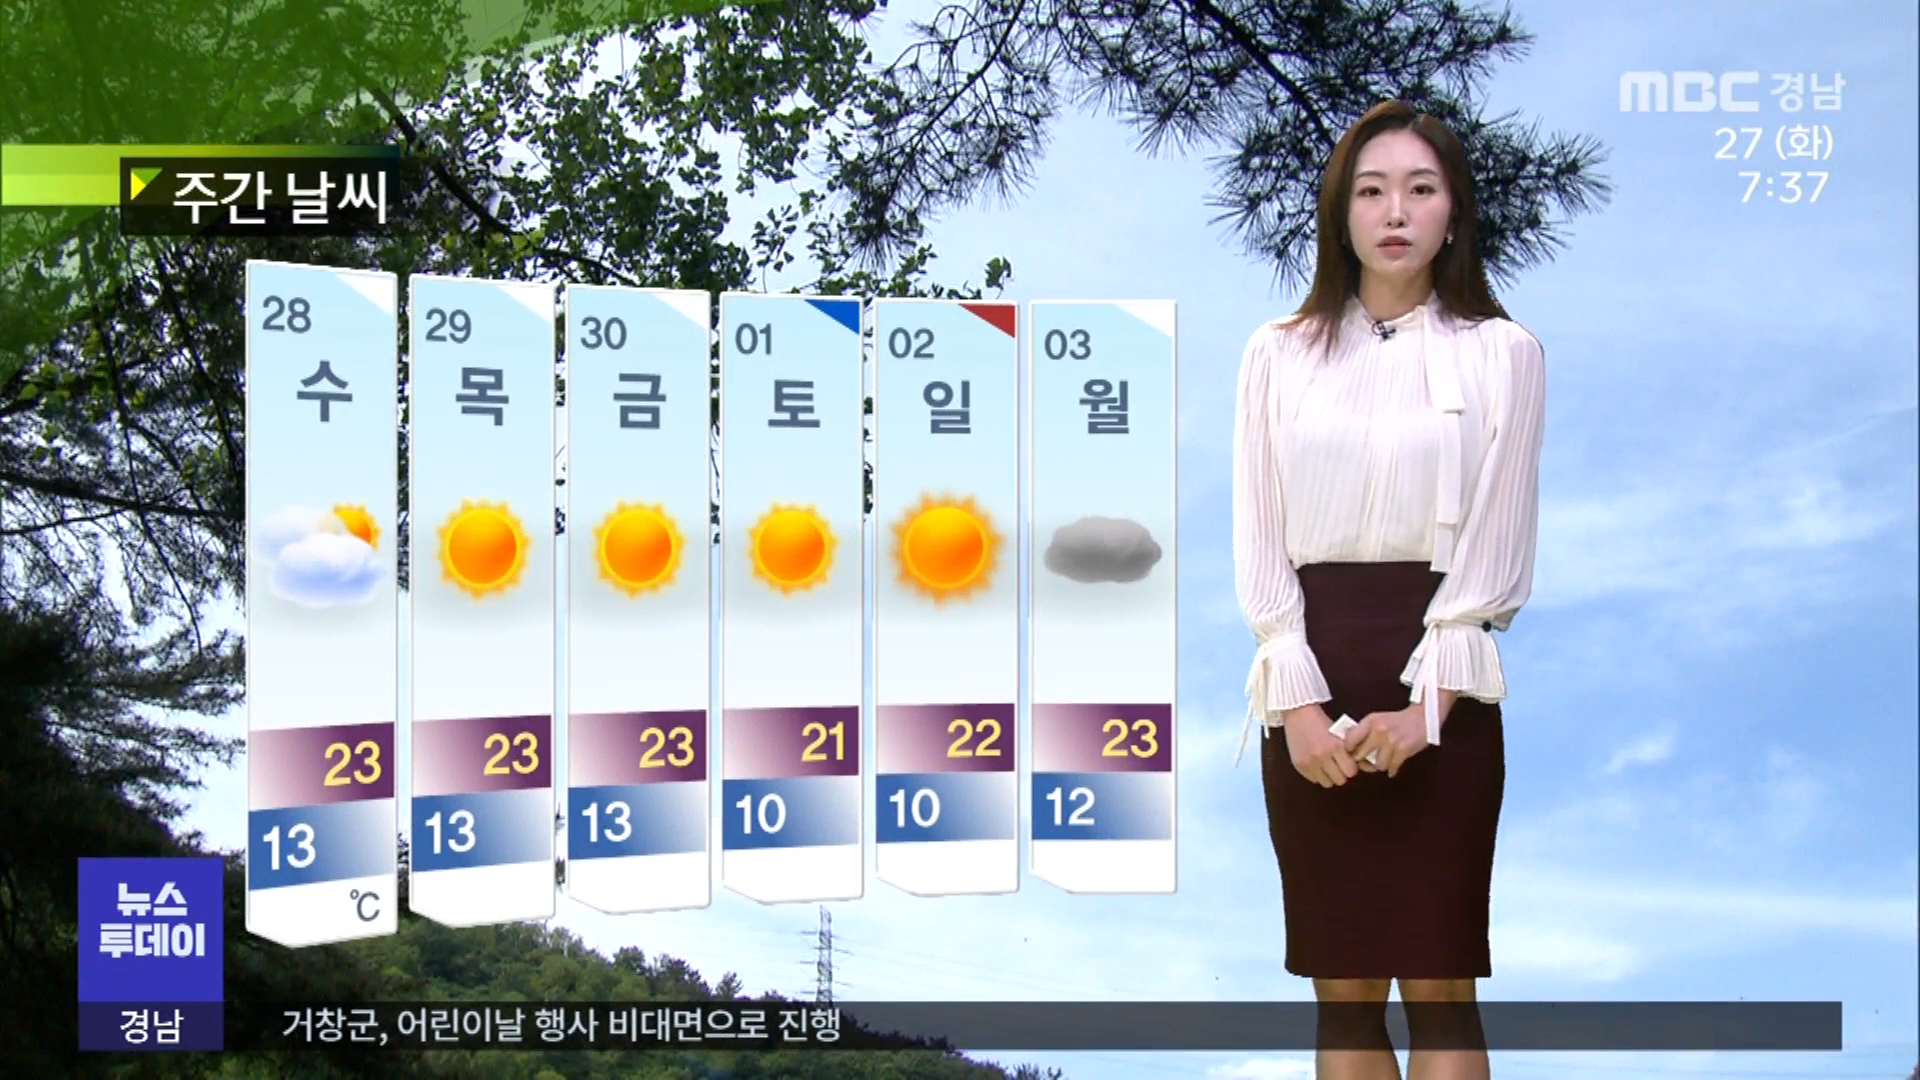 MBC 경남
27 (화)
7:37
주간 날씨
28 29 30 01 02 03
수 목 금 토 일 월
23 23 23 21 22 23
13 13 13 10 10 12
℃
뉴스
투데이
경남
거창군, 어린이날 행사 비대면으로 진행